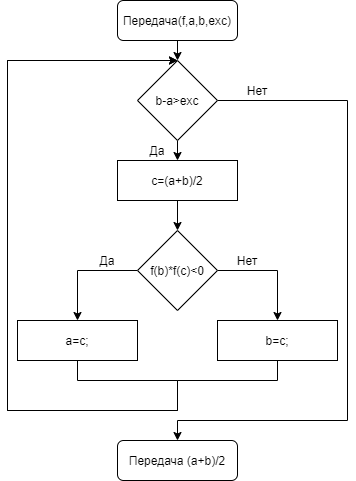 Передача(f,a,b,exc)
b-a>exc
Нет
Да
c=(a+b)/2
Да
f(b)*f(c)<0
Нет
a=c;
b=c;
Передача (a+b)/2